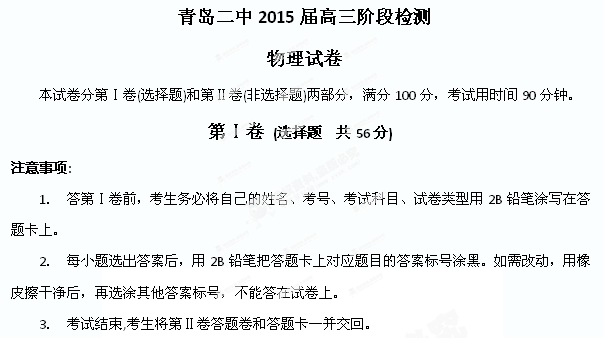 青岛二中 2015 届高三阶段检测
物理试卷
本试卷分第Ⅰ卷(选择题)和第Ⅱ卷(非选择题)两部分，满分 100 分，考试用时间 90 分钟。
第Ⅰ卷 (选择题 共 56 分)
注意事项:
1. 答第Ⅰ卷前，考生务必将自己的姓名、考号、考试科目、试卷类型用 2B 铅笔涂写在答
题卡上。
2. 每小题选出答案后，用 2B 铅笔把答题卡上对应题目的答案标号涂黑。如需改动，用橡
皮擦干净后，再选涂其他答案标号，不能答在试卷上。
3. 考试结束,考生将第Ⅱ卷答题卷和答题卡一并交回。